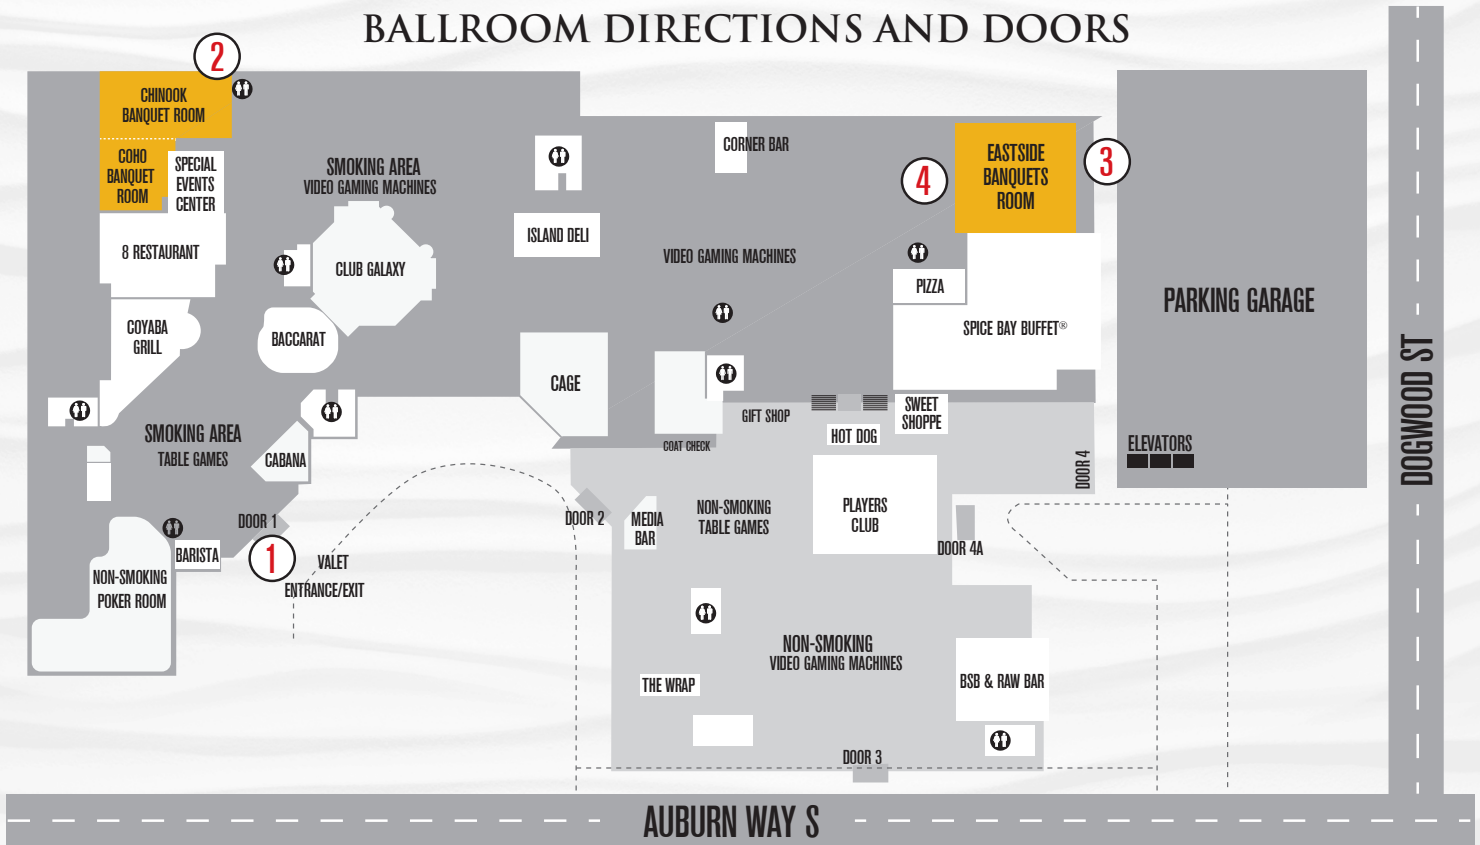 BALLROOM DIRECTIONS AND DOORS
2
CHINOOK
BANQUET ROOM
COHO
BANQUET
ROOM
SPECIAL
EVENTS
CENTER
SMOKING AREA
VIDEO GAMING MACHINES
CORNER BAR
4
EASTSIDE
BANQUETS
ROOM
3
8 RESTAURANT
CLUB GALAXY
ISLAND DELI
VIDEO GAMING MACHINES
PIZZA
SPICE BAY BUFFET®
PARKING GARAGE
DOGWOOD ST
COYABA
GRILL
BACCARAT
CAGE
GIFT SHOP
SWEET
SHOPPE
HOT DOG
COAT CHECK
SMOKING AREA
TABLE GAMES
CABANA
DOOR 4
ELEVATORS
DOOR 1
1
DOOR 2
MEDIA
BAR
NON-SMOKING
TABLE GAMES
PLAYERS
CLUB
DOOR 4A
BARISTA
VALET
ENTRANCE/EXIT
NON-SMOKING
POKER ROOM
NON-SMOKING
VIDEO GAMING MACHINES
THE WRAP
BSB & RAW BAR
DOOR 3
AUBURN WAY S